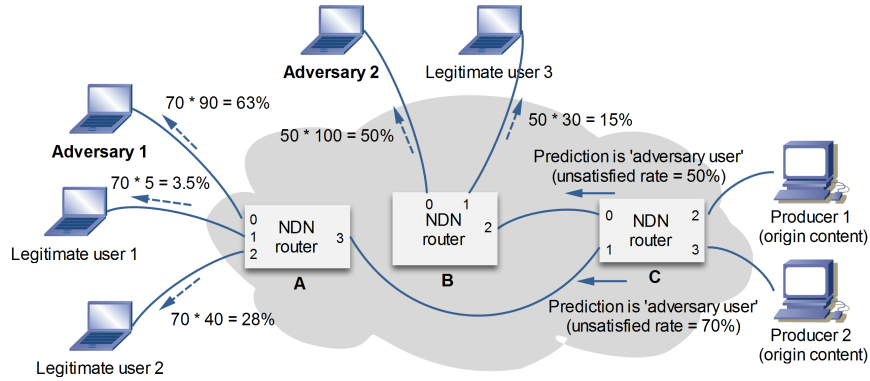 Adversary 2
Legitimate user 3
70 * 90 = 63%
50 * 100 = 50%
50 * 30 = 15%
Adversary 1
Prediction is 'adversary user'
(unsatisfied rate = 50%)
70 * 5 = 3.5%
0
1
2
NDN
router
3
A
0
1
NDN
router
2
B
0
1
NDN
router
2
3
C
Producer 1
(origin content)
Legitimate user 1
70 * 40 = 28%
Prediction is 'adversary user'
(unsatisfied rate = 70%)
Producer 2
(origin content)
Legitimate user 2